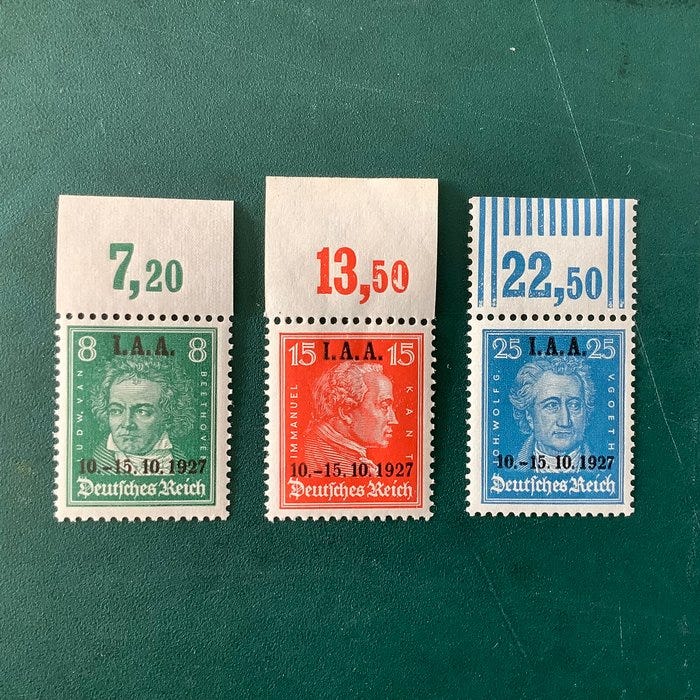 7,20
8 I.A.A. 8
LUDW. VAN
BEETHOVEN
10.-15.10.1927
Deutsches Reich
13,50
15 I.A.A. 15
IMMANUEL
KANT
10.-15.10.1927
Deutsches Reich
22,50
25 I.A.A. 25
JOH. WOLFG.
V. GOETHE
10.-15.10.1927
Deutsches Reich